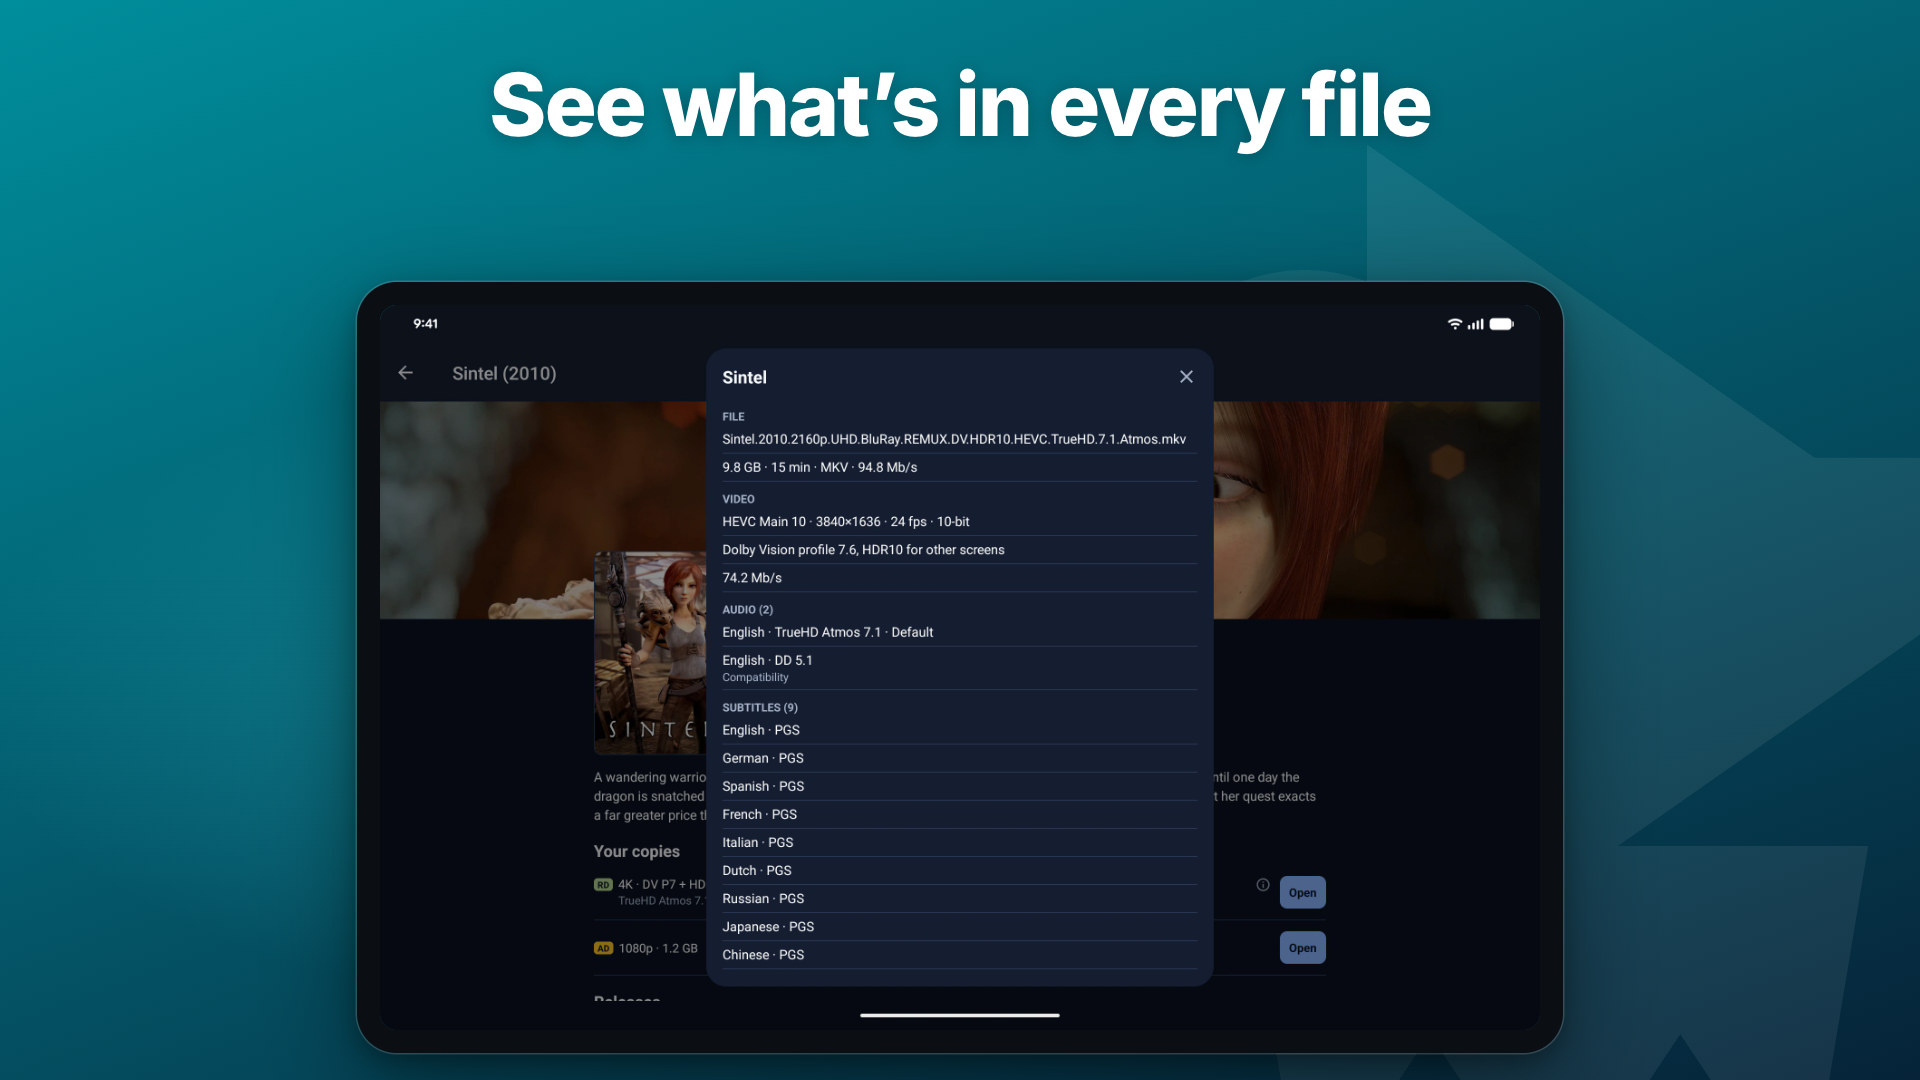 See what’s in every file
9:41
Sintel (2010)
Sintel
FILE
Sintel.2010.2160p.UHD.BluRay.REMUX.DV.HDR10.HEVC.TrueHD.7.1.Atmos.mkv
9.8 GB · 15 min · MKV · 94.8 Mb/s
VIDEO
HEVC Main 10 · 3840×1636 · 24 fps · 10-bit
Dolby Vision profile 7.6, HDR10 for other screens
74.2 Mb/s
AUDIO (2)
English · TrueHD Atmos 7.1 · Default
English · DD 5.1
Compatibility
SUBTITLES (9)
English · PGS
German · PGS
Spanish · PGS
French · PGS
Italian · PGS
Dutch · PGS
Russian · PGS
Japanese · PGS
Chinese · PGS
SINTE
A wandering warrio ntil one day the
dragon is snatched t her quest exacts
a far greater price
Your copies
RD 4K · DV P7 + HD
TrueHD Atmos 7.
Open
AD 1080p · 1.2 GB
Open
Releases